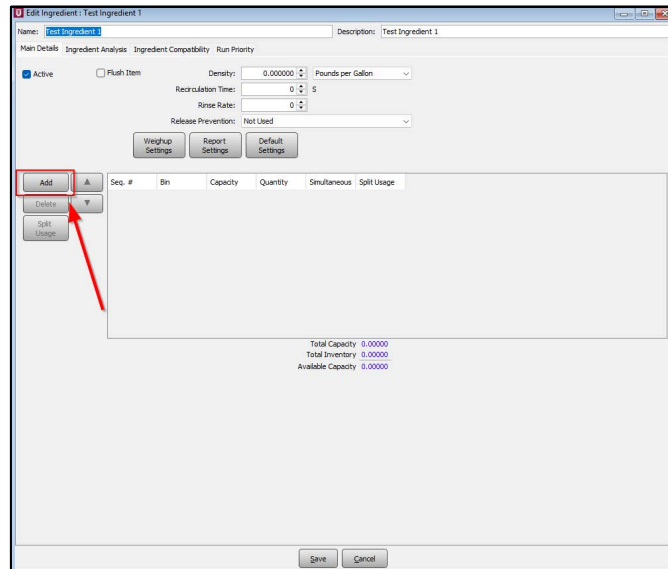 Edit Ingredient : Test Ingredient 1
Name: Test Ingredient 1 Description: Test Ingredient 1
Main Details Ingredient Analysis Ingredient Compatibility Run Priority
Active Flush Item Density: 0.000000 Pounds per Gallon
Recirculation Time: 0 S
Rinse Rate: 0
Release Prevention: Not Used
Weighup Settings Report Settings Default Settings
Add Seq. # Bin Capacity Quantity Simultaneous Split Usage
Delete
Split Usage
Total Capacity 0.00000
Total Inventory 0.00000
Available Capacity 0.00000
Save Cancel